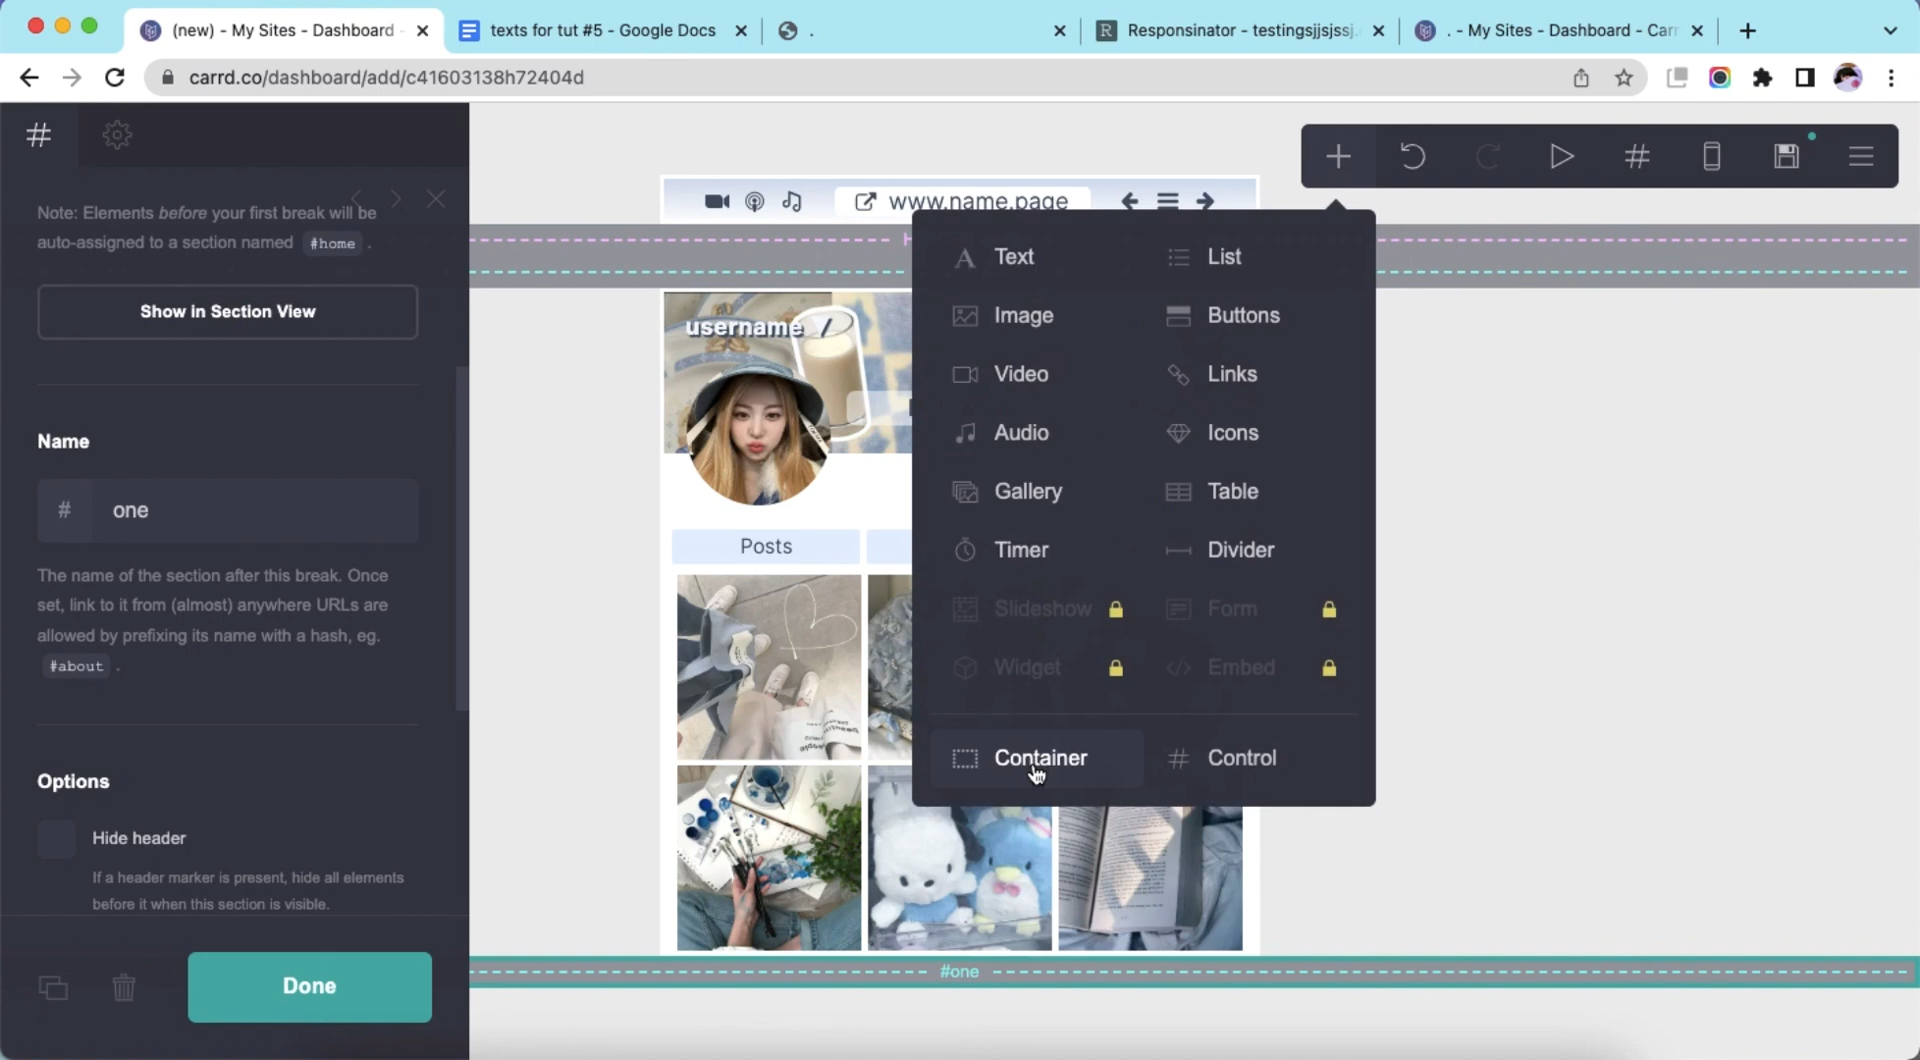 (new) - My Sites - Dashboard -
texts for tut #5 - Google Docs
.
Responsinator - testingsjjsjssj.
. - My Sites - Dashboard - Carr
carrd.co/dashboard/add/c41603138h72404d
Note: Elements before your first break will be
auto-assigned to a section named #home .
Show in Section View
Name
# one
The name of the section after this break. Once
set, link to it from (almost) anywhere URLs are
allowed by prefixing its name with a hash, eg.
#about .
Options
Hide header
If a header marker is present, hide all elements
before it when this section is visible.
Done
www.name.page
username /
Posts
#one
Text
List
Image
Buttons
Video
Links
Audio
Icons
Gallery
Table
Timer
Divider
Slideshow
Form
Widget
Embed
Container
# Control